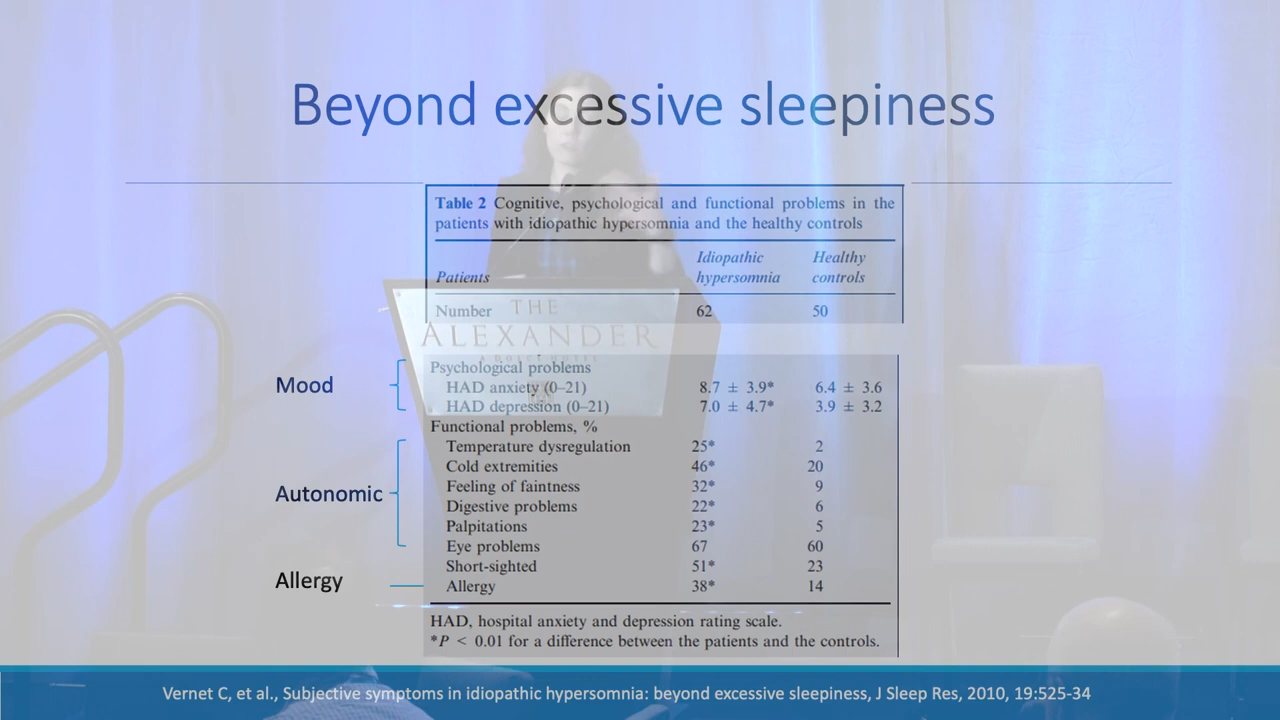 Beyond excessive sleepiness
Table 2 Cognitive, psychological and functional problems in the
patients with idiopathic hypersomnia and the healthy controls
Idiopathic Healthy
Patients hypersomnia controls
Number 62 50
THE
ALEXANDER
A DOLCE HOTEL
Psychological problems
Mood HAD anxiety (0–21) 8.7 ± 3.9* 6.4 ± 3.6
HAD depression (0–21) 7.0 ± 4.7* 3.9 ± 3.2
Functional problems, %
Temperature dysregulation 25* 2
Cold extremities 46* 20
Autonomic Feeling of faintness 32* 9
Digestive problems 22* 6
Palpitations 23* 5
Eye problems 67 60
Short-sighted 51* 23
Allergy Allergy 38* 14
HAD, hospital anxiety and depression rating scale.
*P < 0.01 for a difference between the patients and the controls.
Vernet C, et al., Subjective symptoms in idiopathic hypersomnia: beyond excessive sleepiness, J Sleep Res, 2010, 19:525-34